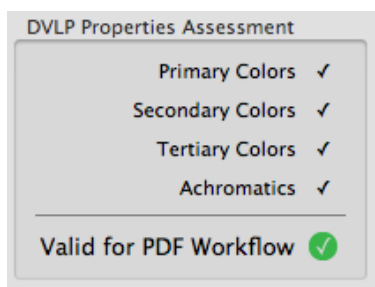 DVLP Properties Assessment
Primary Colors ✓
Secondary Colors ✓
Tertiary Colors ✓
Achromatics ✓
Valid for PDF Workflow ✓